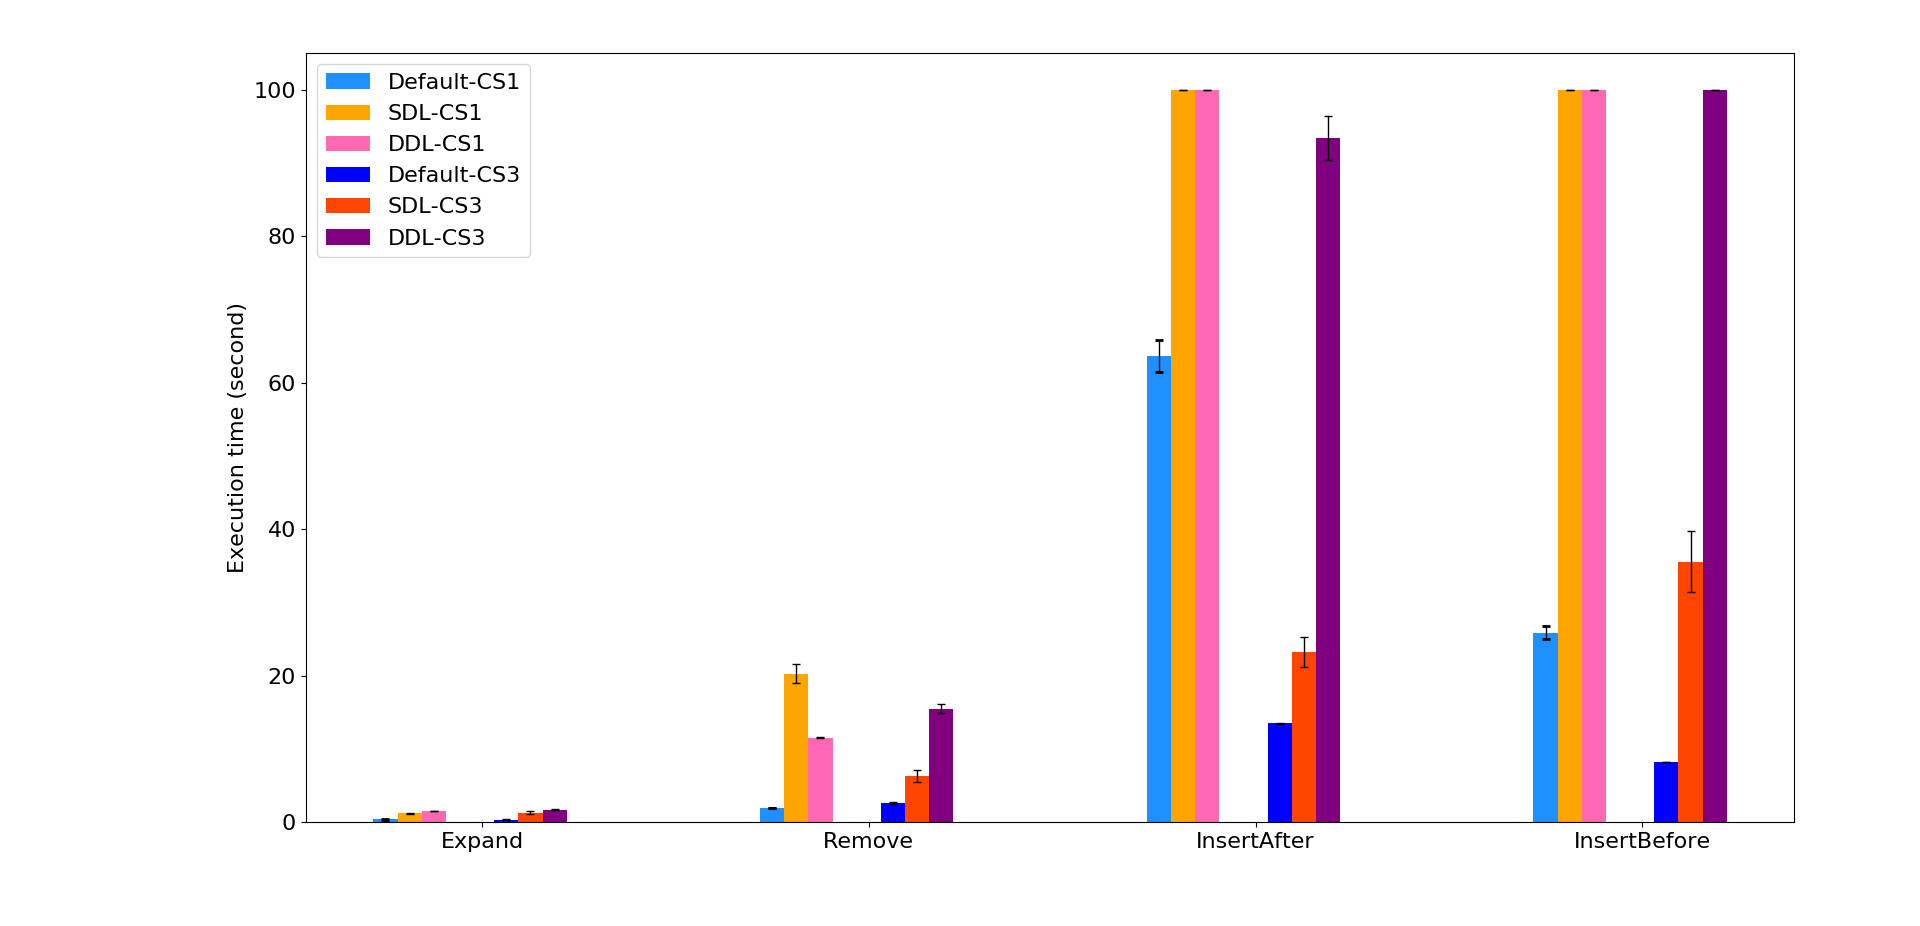 Default-CS1
SDL-CS1
DDL-CS1
Default-CS3
SDL-CS3
DDL-CS3
100
80
60
40
20
0
Execution time (second)
Expand Remove InsertAfter InsertBefore